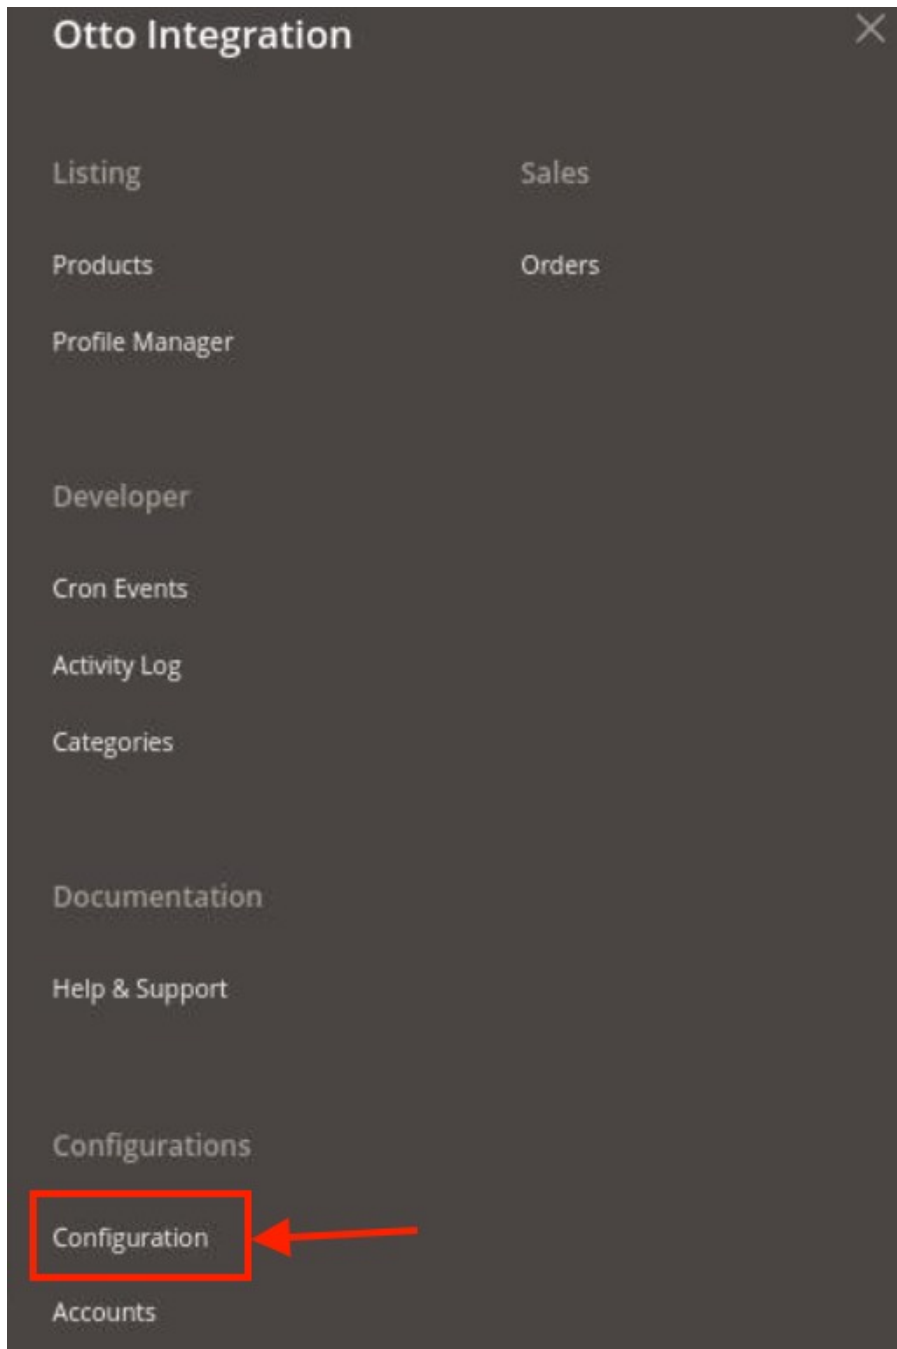 Otto Integration
Listing
Products
Profile Manager
Sales
Orders
Developer
Cron Events
Activity Log
Categories
Documentation
Help & Support
Configurations
Configuration
Accounts